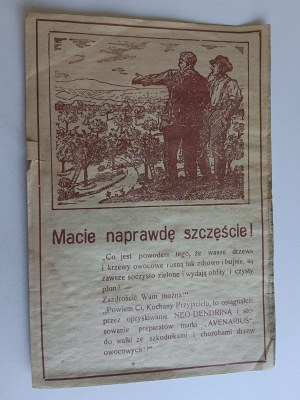 Macie naprawdę szczęście!
„Co jest powodem tego, że wasze drzewa
i krzewy owocowe rosną tak zdrowo i bujnie, są
zawsze soczysto zielone i wydają obfity i czysty
plon? —
Zazdrościć Wam można!"
„Powiem Ci, Kochany Przyjacielu, to osiągnąłem
przez opryskiwanie NEO-DENDRINĄ i sto-
sowanie preparatów marki „AVENARIUS",
do walki ze szkodnikami i chorobami drzew
owocowych!"